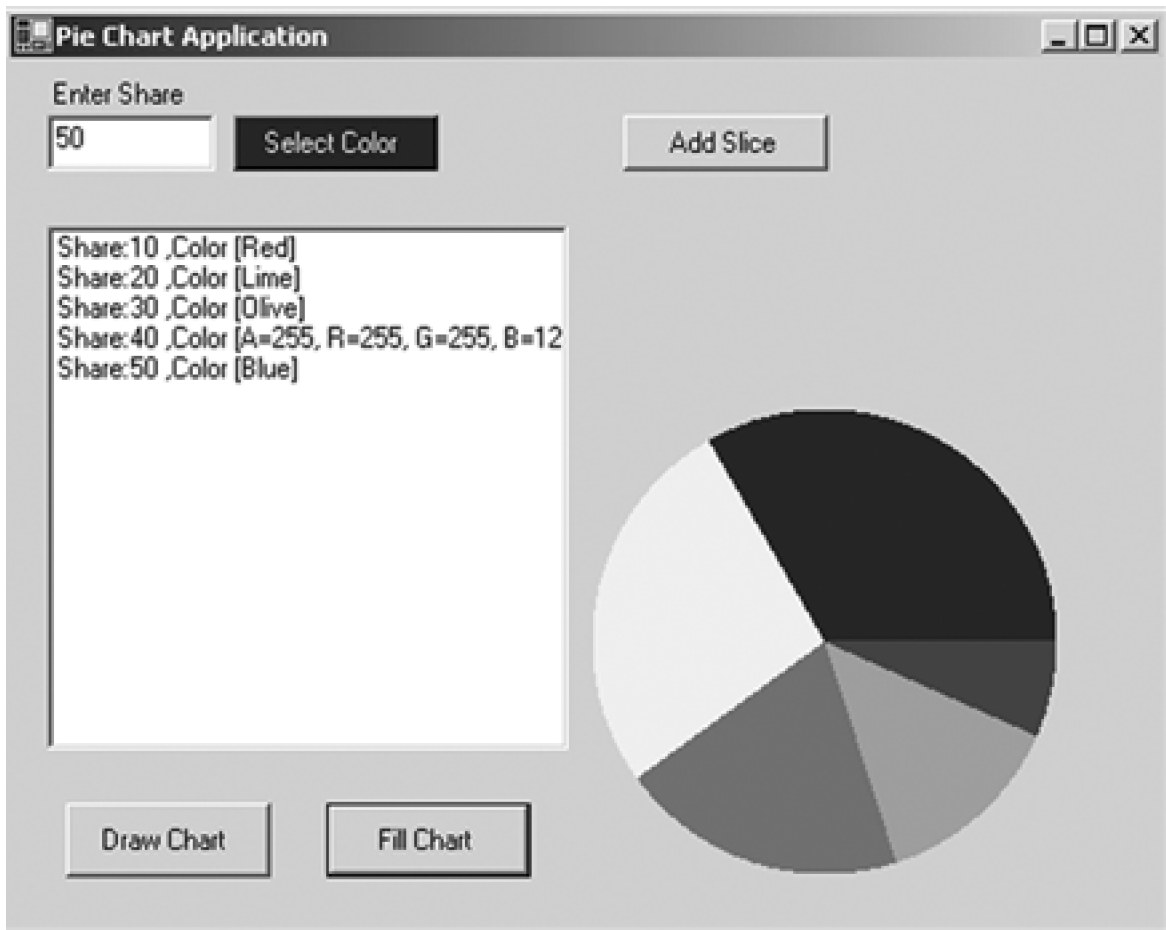 Pie Chart Application
Enter Share
50
Select Color
Add Slice
Share:10 ,Color [Red]
Share:20 ,Color [Lime]
Share:30 ,Color [Olive]
Share:40 ,Color [A=255, R=255, G=255, B=12
Share:50 ,Color [Blue]
Draw Chart
Fill Chart